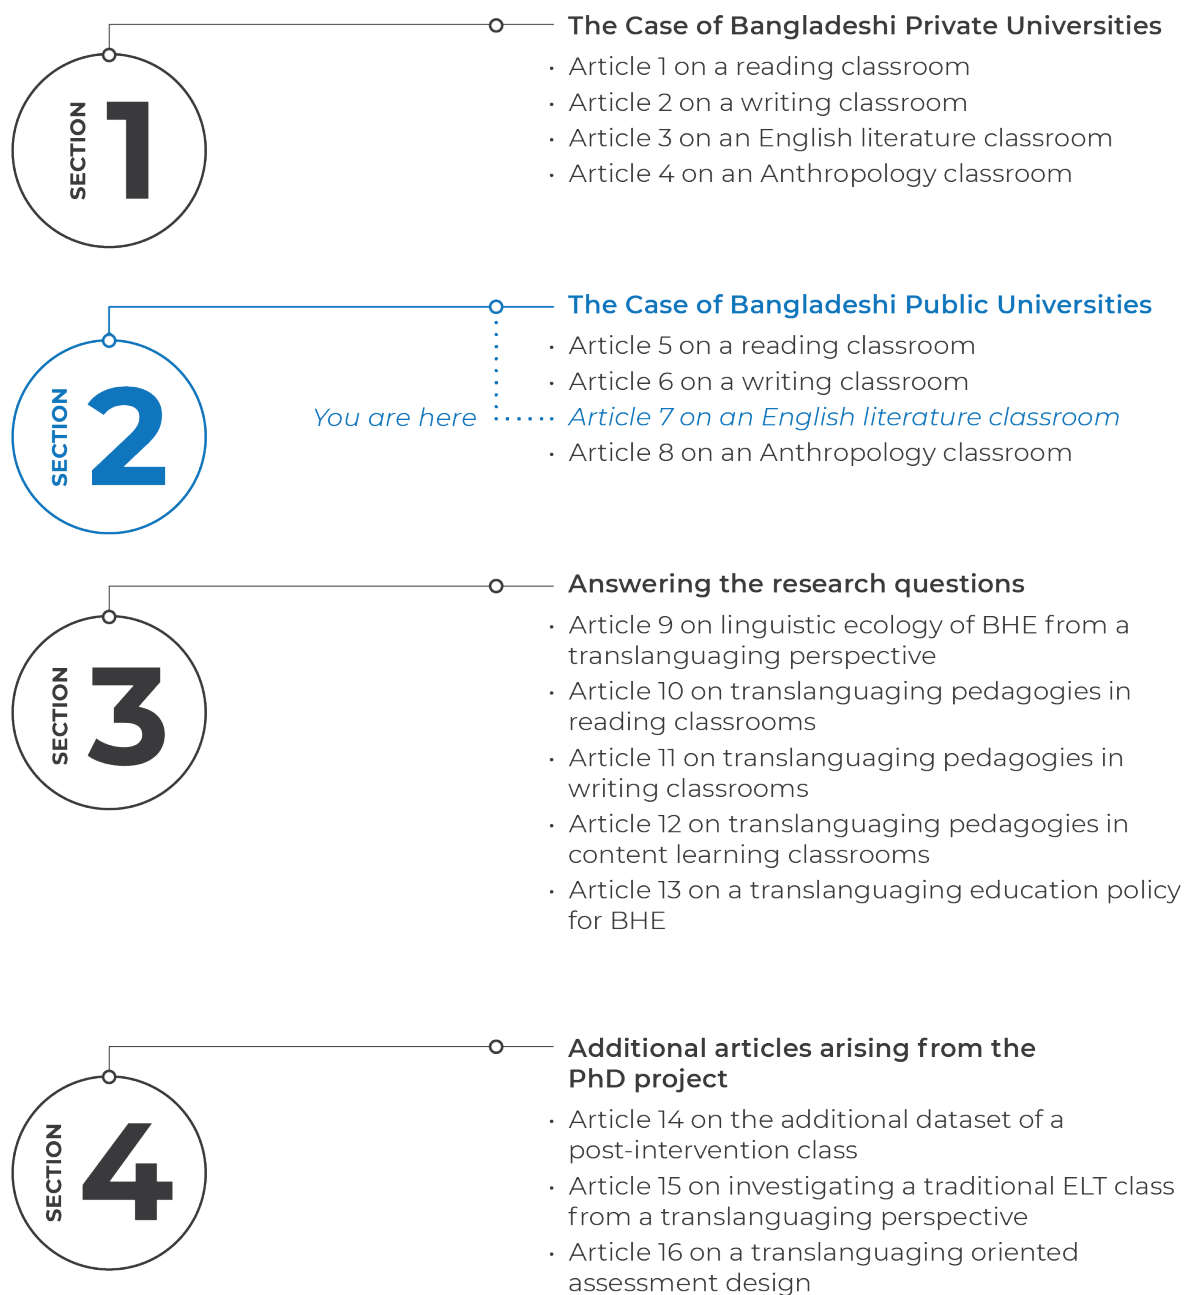 The Case of Bangladeshi Private Universities
SECTION 1
· Article 1 on a reading classroom
· Article 2 on a writing classroom
· Article 3 on an English literature classroom
· Article 4 on an Anthropology classroom
The Case of Bangladeshi Public Universities
SECTION 2
· Article 5 on a reading classroom
· Article 6 on a writing classroom
You are here
Article 7 on an English literature classroom
· Article 8 on an Anthropology classroom
Answering the research questions
SECTION 3
· Article 9 on linguistic ecology of BHE from a
translanguaging perspective
· Article 10 on translanguaging pedagogies in
reading classrooms
· Article 11 on translanguaging pedagogies in
writing classrooms
· Article 12 on translanguaging pedagogies in
content learning classrooms
· Article 13 on a translanguaging education policy
for BHE
Additional articles arising from the
PhD project
SECTION 4
· Article 14 on the additional dataset of a
post-intervention class
· Article 15 on investigating a traditional ELT class
from a translanguaging perspective
· Article 16 on a translanguaging oriented
assessment design